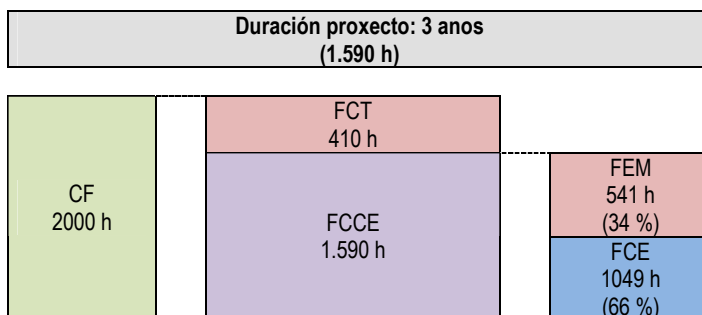 Duración proxecto: 3 anos
(1.590 h)
CF
2000 h
FCT
410 h
FCCE
1.590 h
FEM
541 h
(34 %)
FCE
1049 h
(66 %)